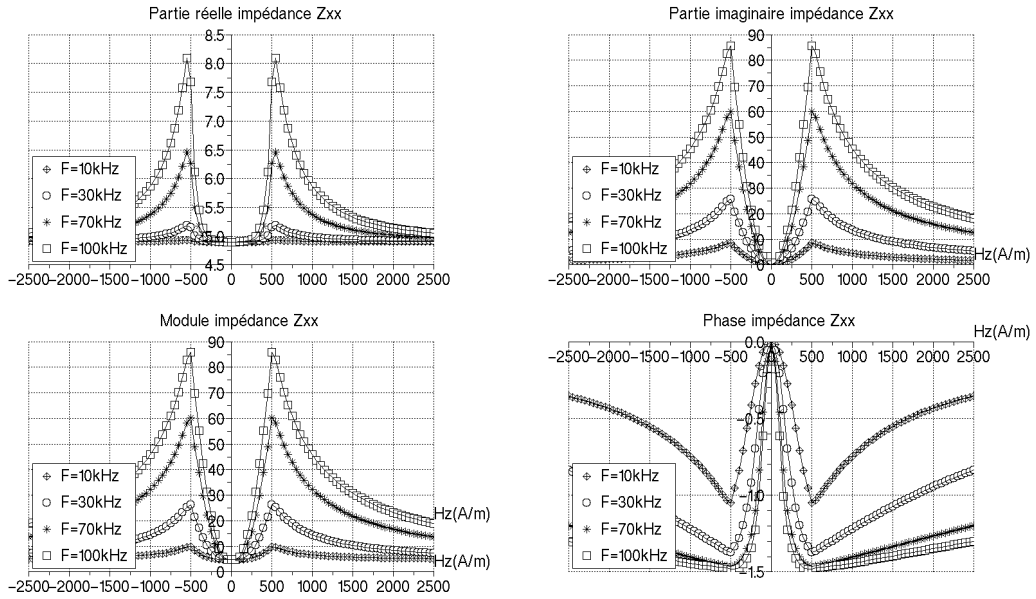 Partie réelle impédance Zxx
8.5
8.0
7.5
7.0
6.5
6.0
5.5
5.0
4.5
F=10kHz
F=30kHz
F=70kHz
F=100kHz
−2500 −2000 −1500 −1000 −500 0 500 1000 1500 2000 2500
Partie imaginaire impédance Zxx
90
80
70
60
50
40
30
20
10
0
F=10kHz
F=30kHz
F=70kHz
F=100kHz
Hz(A/m)
−2500 −2000 −1500 −1000 −500 0 500 1000 1500 2000 2500
Module impédance Zxx
90
80
70
60
50
40
30
20
10
0
F=10kHz
F=30kHz
F=70kHz
F=100kHz
Hz(A/m)
Hz(A/m)
−2500 −2000 −1500 −1000 −500 0 500 1000 1500 2000 2500
Phase impédance Zxx
Hz(A/m)
0.0
−2500 −2000 −1500 −1000 −500 0 500 1000 1500 2000 2500
−0.5
−1.0
−1.5
F=10kHz
F=30kHz
F=70kHz
F=100kHz